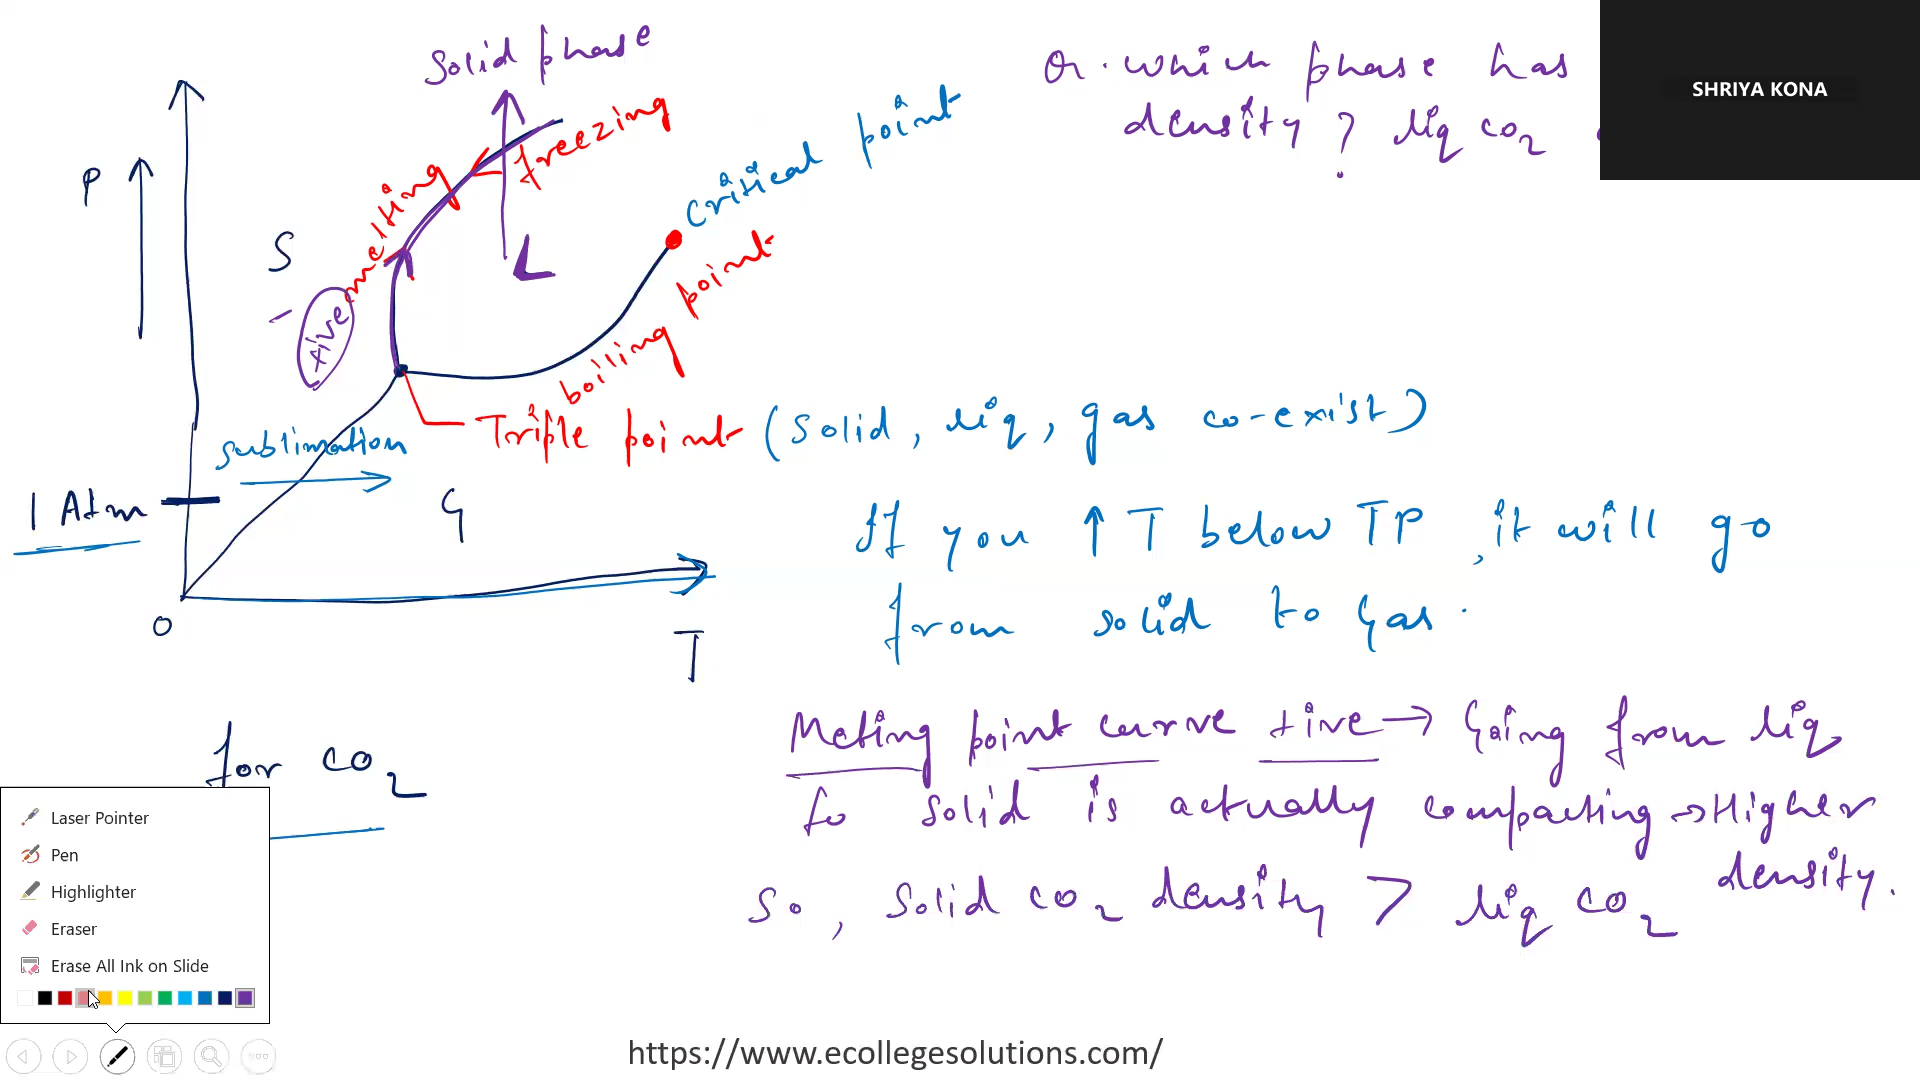 Solid phase
Or. which phase has
SHRIYA KONA
density? liq CO2
freezing
critical point
P
melting
S
L
+ive
boiling point
Triple point (Solid, liq, gas co-exist)
sublimation
1 Atm
G
If you ↑ T below TP, it will go
from solid to Gas.
O
T
Melting point curve +ive → Going from liq
to solid is actually compacting → Higher
density.
for CO2
So, Solid CO2 density > liq CO2
Laser Pointer
Pen
Highlighter
Eraser
Erase All Ink on Slide
https://www.ecollegesolutions.com/